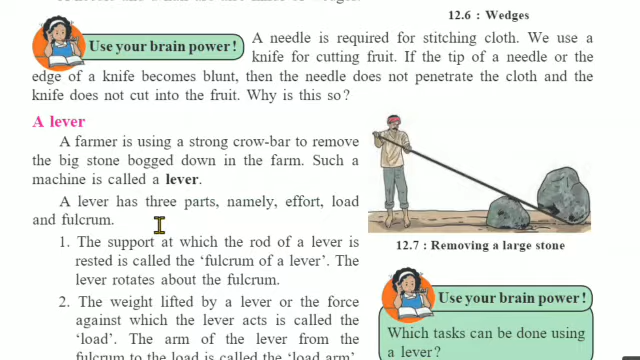 12.6 : Wedges
Use your brain power !
A needle is required for stitching cloth. We use a
knife for cutting fruit. If the tip of a needle or the
edge of a knife becomes blunt, then the needle does not penetrate the cloth and the
knife does not cut into the fruit. Why is this so?
A lever
A farmer is using a strong crow-bar to remove
the big stone bogged down in the farm. Such a
machine is called a lever.
A lever has three parts, namely, effort, load
and fulcrum.
1. The support at which the rod of a lever is
rested is called the ‘fulcrum of a lever’. The
lever rotates about the fulcrum.
2. The weight lifted by a lever or the force
against which the lever acts is called the
‘load’. The arm of the lever from the
fulcrum to the load is called the ‘load arm’.
12.7 : Removing a large stone
Use your brain power !
Which tasks can be done using
a lever?